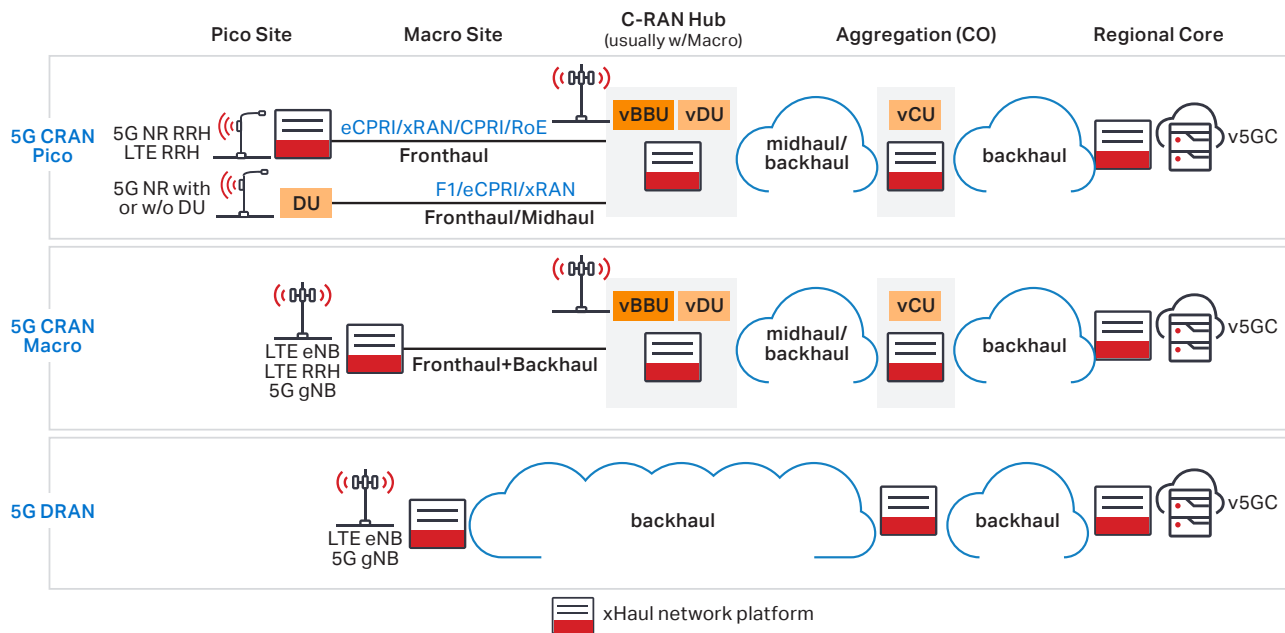 Pico Site
Macro Site
C-RAN Hub
(usually w/Macro)
Aggregation (CO)
Regional Core
5G CRAN
Pico
5G NR RRH
LTE RRH
eCPRI/xRAN/CPRI/RoE
Fronthaul
5G NR with
or w/o DU
DU
F1/eCPRI/xRAN
Fronthaul/Midhaul
vBBU
vDU
midhaul/
backhaul
vCU
backhaul
v5GC
5G CRAN
Macro
LTE eNB
LTE RRH
5G gNB
Fronthaul+Backhaul
vBBU
vDU
midhaul/
backhaul
vCU
backhaul
v5GC
5G DRAN
LTE eNB
5G gNB
backhaul
backhaul
v5GC
xHaul network platform